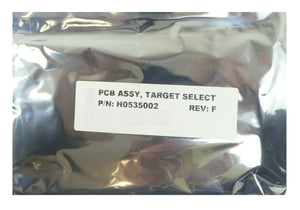 PCB ASSY, TARGET SELECT
P/N: H0535002 REV: F